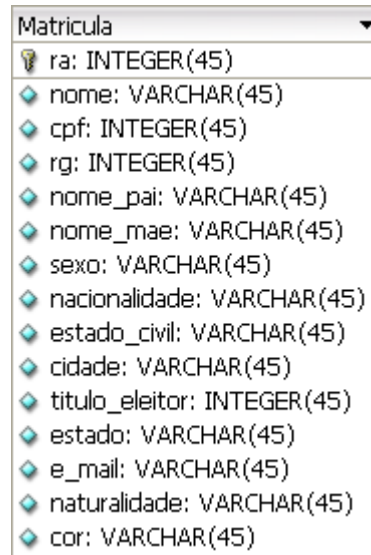 Matricula
ra: INTEGER(45)
nome: VARCHAR(45)
cpf: INTEGER(45)
rg: INTEGER(45)
nome_pai: VARCHAR(45)
nome_mae: VARCHAR(45)
sexo: VARCHAR(45)
nacionalidade: VARCHAR(45)
estado_civil: VARCHAR(45)
cidade: VARCHAR(45)
titulo_eleitor: INTEGER(45)
estado: VARCHAR(45)
e_mail: VARCHAR(45)
naturalidade: VARCHAR(45)
cor: VARCHAR(45)